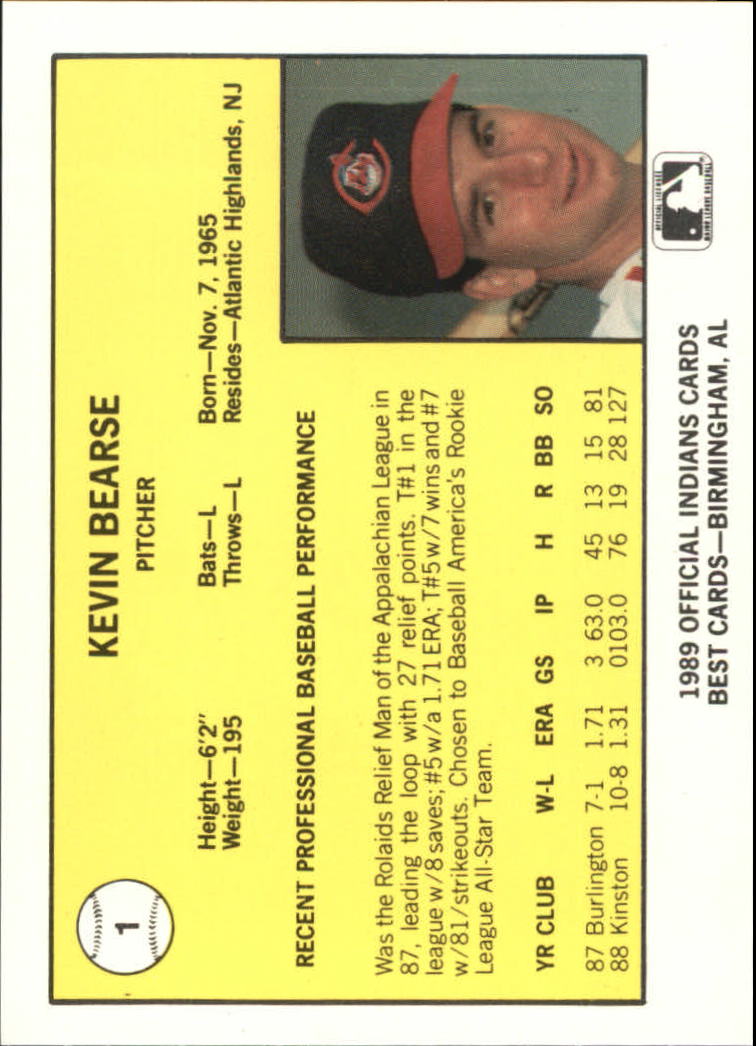 1
KEVIN BEARSE
PITCHER
Height—6'2" Bats—L Born—Nov. 7, 1965
Weight—195 Throws—L Resides—Atlantic Highlands, NJ
RECENT PROFESSIONAL BASEBALL PERFORMANCE
Was the Rolaids Relief Man of the Appalachian League in
87, leading the loop with 27 relief points. T#1 in the
league w/8 saves; #5 w/a 1.71 ERA; T#5 w/7 wins and #7
w/81/strikeouts. Chosen to Baseball America's Rookie
League All-Star Team.
YR CLUB W-L ERA GS IP H R BB SO
87 Burlington 7-1 1.71 3 63.0 45 13 15 81
88 Kinston 10-8 1.31 0103.0 76 19 28 127
OFFICIAL LICENSEE
MAJOR LEAGUE BASEBALL
1989 OFFICIAL INDIANS CARDS
BEST CARDS—BIRMINGHAM, AL